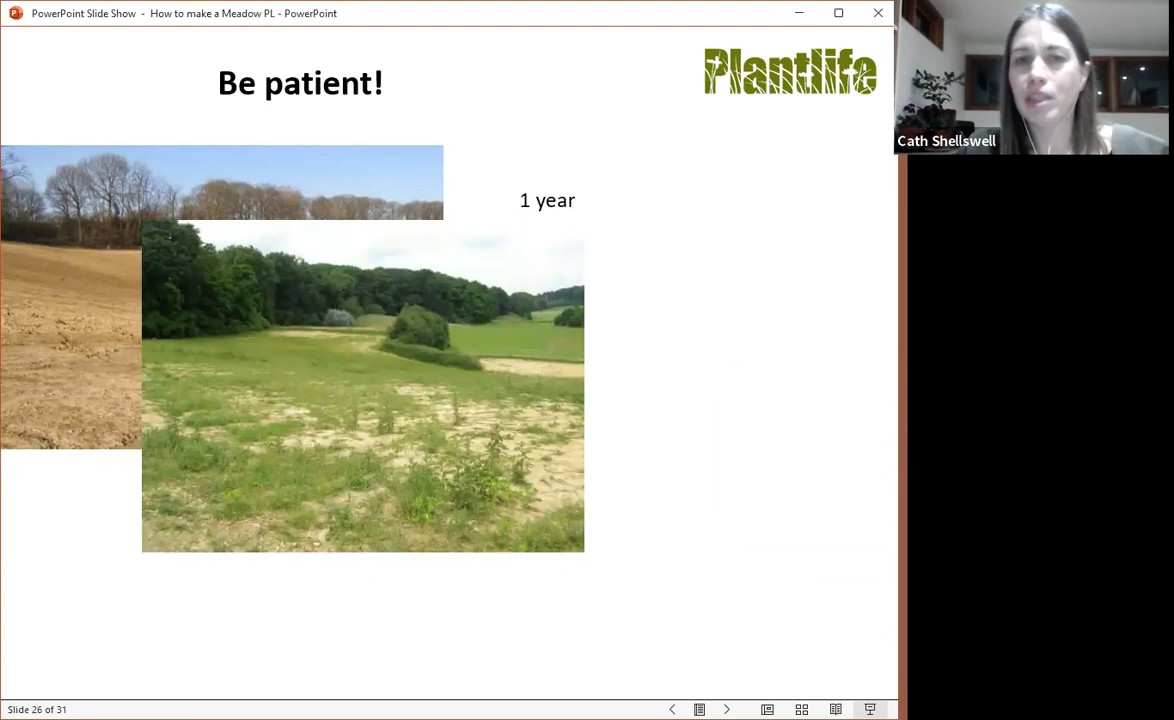 PowerPoint Slide Show - How to make a Meadow PL - PowerPoint
Be patient!
Plantlife
Cath Shellswell
1 year
Slide 26 of 31